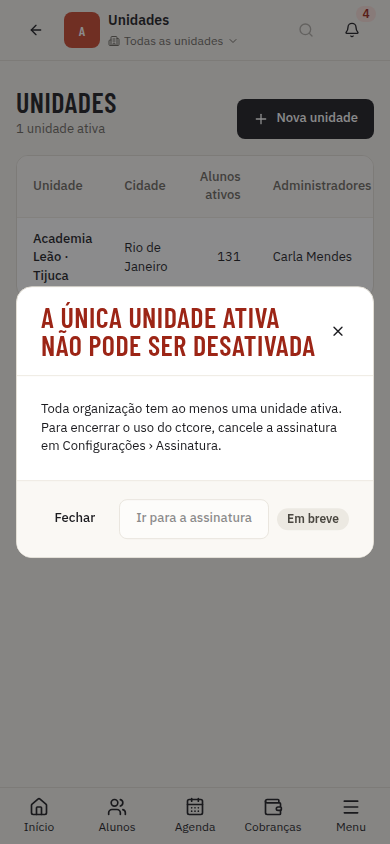 A
Unidades
Todas as unidades
4
UNIDADES
1 unidade ativa
Nova unidade
Unidade
Cidade
Alunos
ativos
Administradores
Academia
Leão ·
Tijuca
Rio de
Janeiro
131
Carla Mendes
A ÚNICA UNIDADE ATIVA
NÃO PODE SER DESATIVADA
Toda organização tem ao menos uma unidade ativa.
Para encerrar o uso do ctcore, cancele a assinatura
em Configurações › Assinatura.
Fechar
Ir para a assinatura
Em breve
Início
Alunos
Agenda
Cobranças
Menu